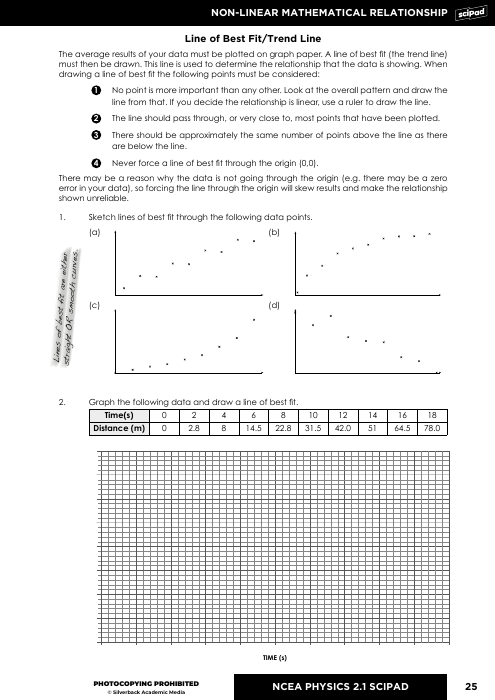 NON-LINEAR MATHEMATICAL RELATIONSHIP
scipad
Line of Best Fit/Trend Line
The average results of your data must be plotted on graph paper. A line of best fit (the trend line)
must then be drawn. This line is used to determine the relationship that the data is showing. When
drawing a line of best fit the following points must be considered:
1 No point is more important than any other. Look at the overall pattern and draw the
line from that. If you decide the relationship is linear, use a ruler to draw the line.
2 The line should pass through, or very close to, most points that have been plotted.
3 There should be approximately the same number of points above the line as there
are below the line.
4 Never force a line of best fit through the origin (0,0).
There may be a reason why the data is not going through the origin (e.g. there may be a zero
error in your data), so forcing the line through the origin will skew results and make the relationship
shown unreliable.
1. Sketch lines of best fit through the following data points.
(a) (b)
Lines of best fit are either
straight OR smooth curves.
(c) (d)
2. Graph the following data and draw a line of best fit.
Time(s) 0 2 4 6 8 10 12 14 16 18
Distance (m) 0 2.8 8 14.5 22.8 31.5 42.0 51 64.5 78.0
TIME (s)
PHOTOCOPYING PROHIBITED
© Silverback Academic Media
NCEA PHYSICS 2.1 SCIPAD
25